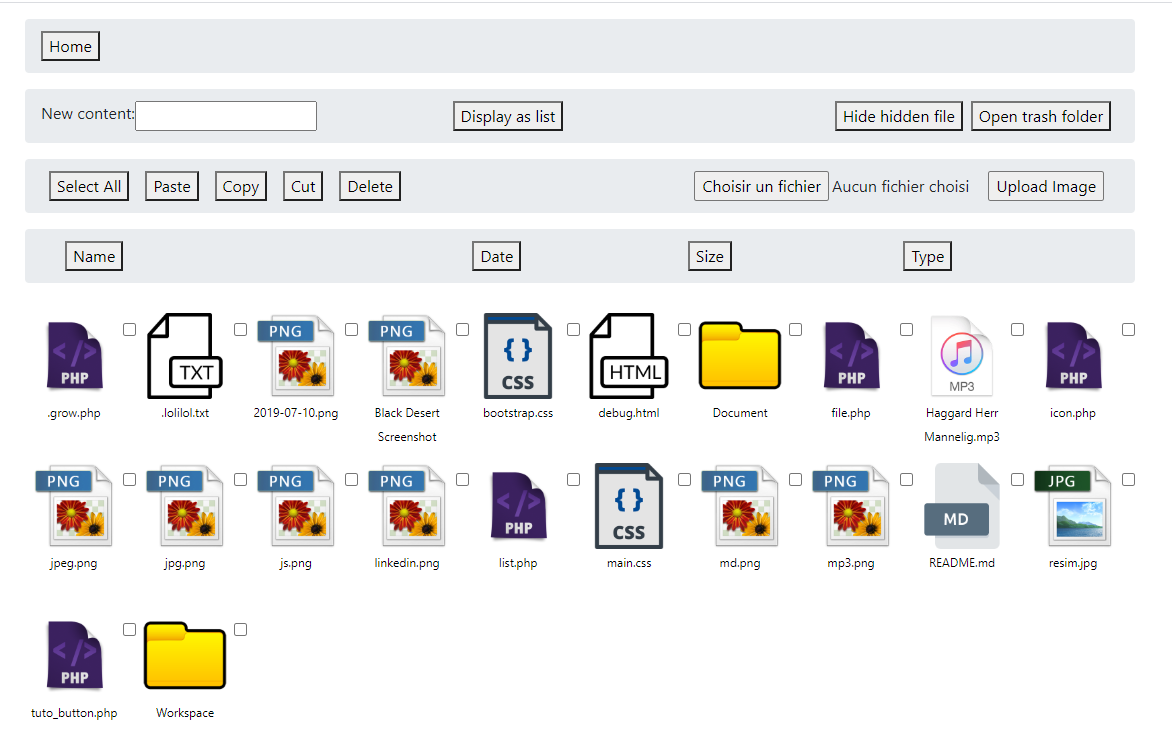 Home
New content: Display as list Hide hidden file Open trash folder
Select All Paste Copy Cut Delete Choisir un fichier Aucun fichier choisi Upload Image
Name Date Size Type
</> PHP TXT PNG PNG {} CSS HTML </> PHP MP3 </> PHP
.grow.php .lolilol.txt 2019-07-10.png Black Desert bootstrap.css debug.html Document file.php Haggard Herr icon.php
Screenshot Mannelig.mp3
PNG PNG PNG PNG </> PHP {} CSS PNG PNG MD JPG
jpeg.png jpg.png js.png linkedin.png list.php main.css md.png mp3.png README.md resim.jpg
</> PHP
tuto_button.php Workspace